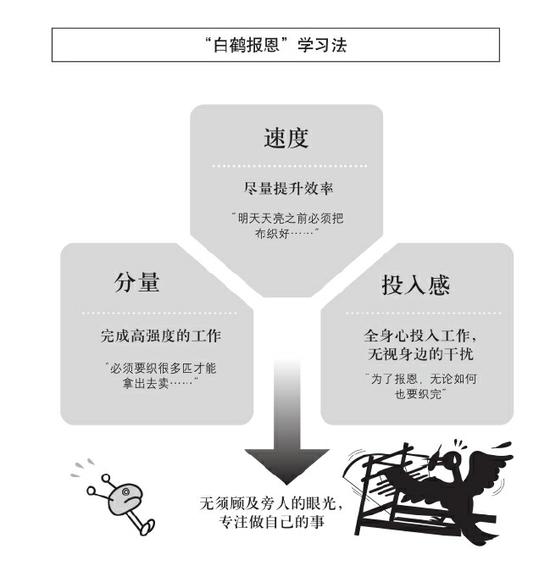 “白鹤报恩”学习法
速度
尽量提升效率
“明天天亮之前必须把
布织好……”
分量
完成高强度的工作
“必须要织很多匹才能
拿出去卖……”
投入感
全身心投入工作，
无视身边的干扰
“为了报恩，无论如何
也要织完”
无须顾及旁人的眼光，
专注做自己的事